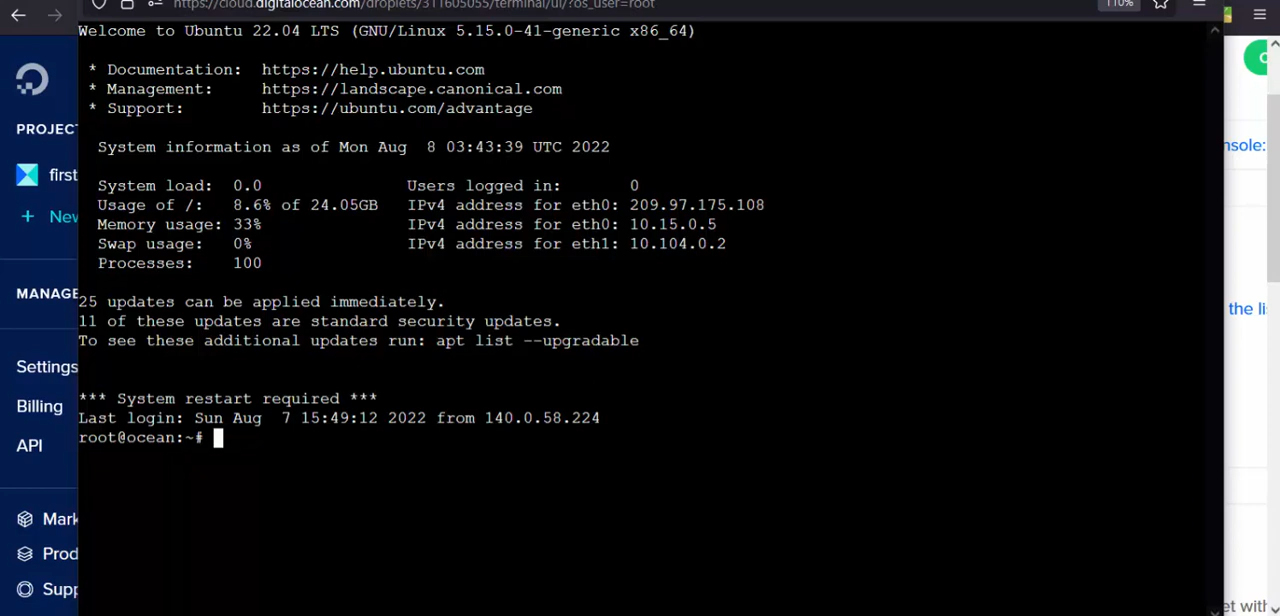 https://cloud.digitalocean.com/droplets/311605055/terminal/ui/?os_user=root
110%
Welcome to Ubuntu 22.04 LTS (GNU/Linux 5.15.0-41-generic x86_64)
* Documentation: https://help.ubuntu.com
* Management: https://landscape.canonical.com
* Support: https://ubuntu.com/advantage
System information as of Mon Aug 8 03:43:39 UTC 2022
System load: 0.0 Users logged in: 0
Usage of /: 8.6% of 24.05GB IPv4 address for eth0: 209.97.175.108
Memory usage: 33% IPv4 address for eth0: 10.15.0.5
Swap usage: 0% IPv4 address for eth1: 10.104.0.2
Processes: 100
25 updates can be applied immediately.
11 of these updates are standard security updates.
To see these additional updates run: apt list --upgradable
*** System restart required ***
Last login: Sun Aug 7 15:49:12 2022 from 140.0.58.224
root@ocean:~#
PROJEC
first
+ New
MANAGE
Settings
Billing
API
Mark
Prod
Supp
nsole:
the li
et with